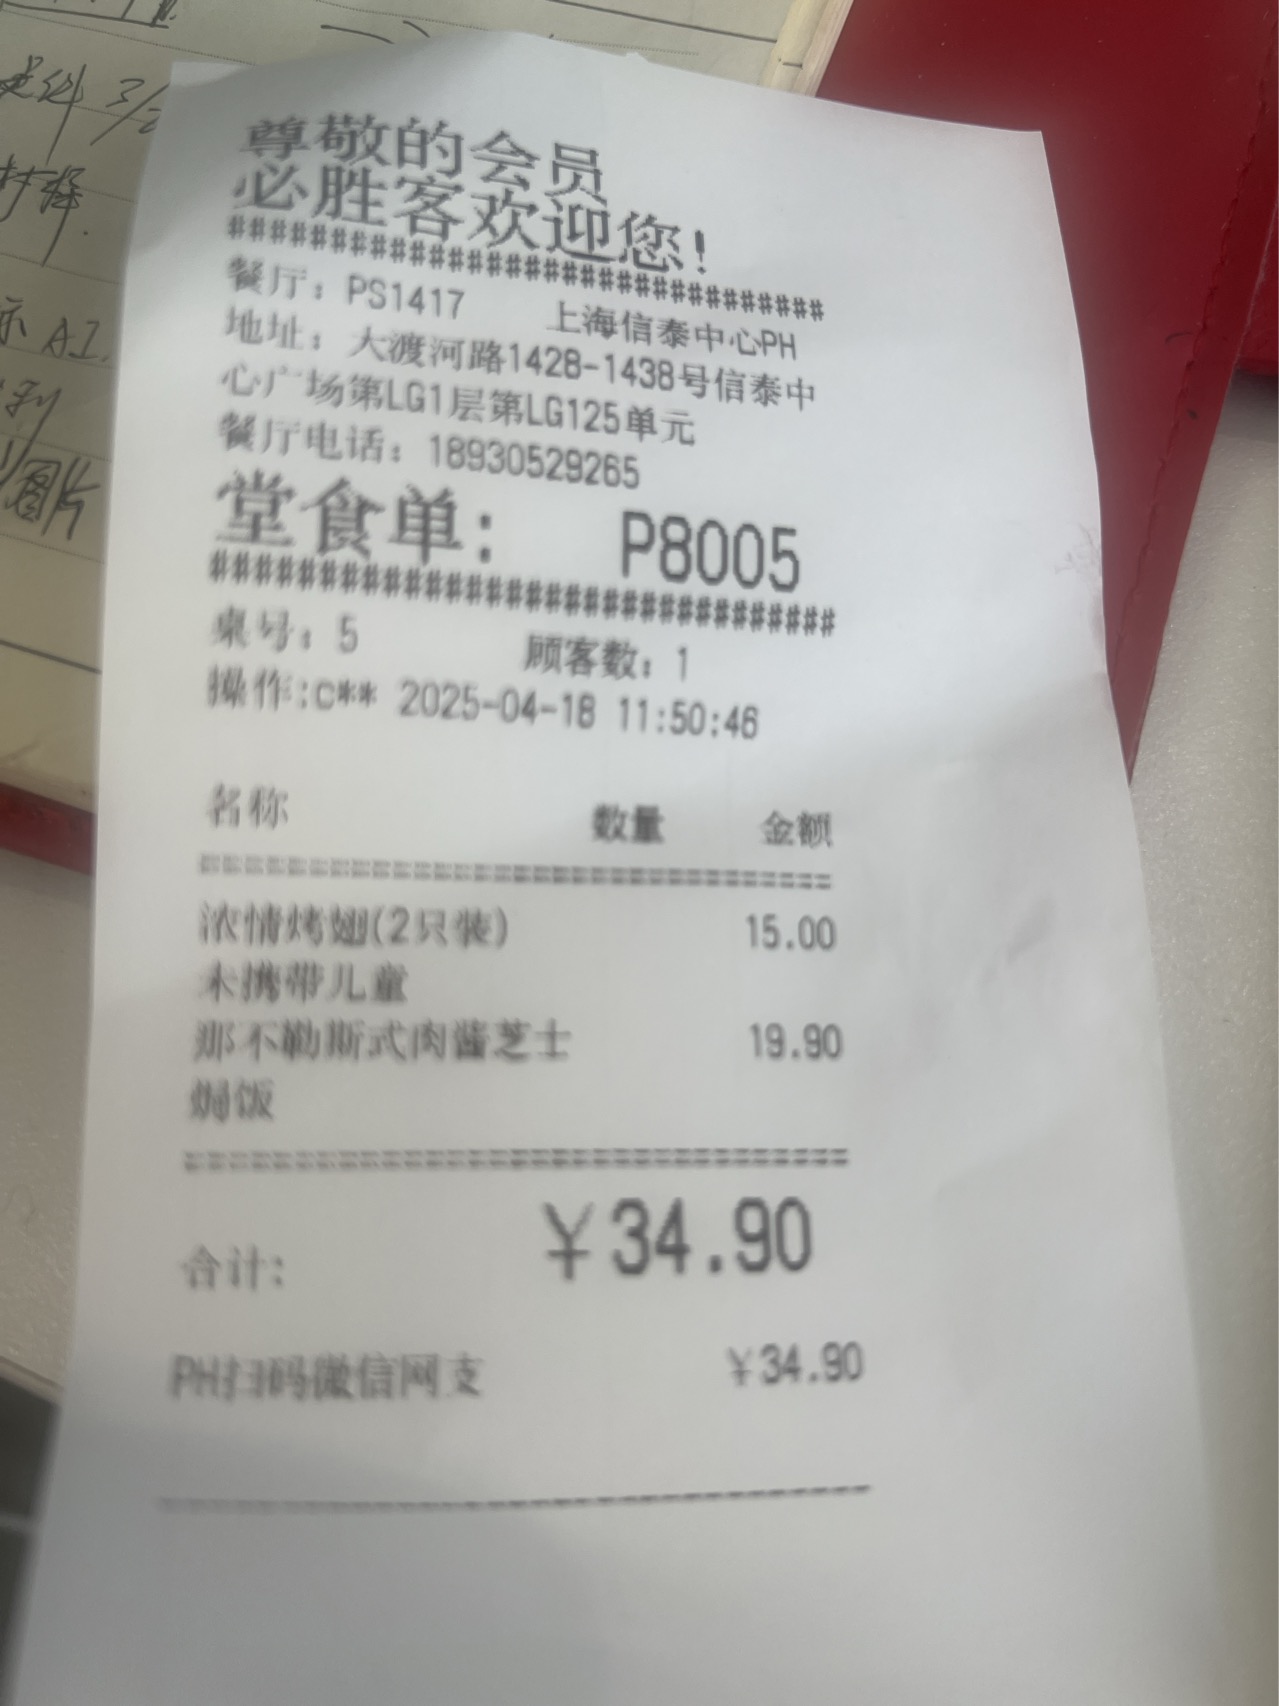 尊敬的会员
必胜客欢迎您!
##############################
餐厅: PS1417 上海信泰中心PH
地址: 大渡河路1428-1438号信泰中
心广场第LG1层第LG125单元
餐厅电话: 18930529265
堂食单: P8005
##############################
桌号: 5 顾客数: 1
操作:c** 2025-04-18 11:50:46
名称 数量 金额
==============================
浓情烤翅(2只装) 15.00
未携带儿童
那不勒斯式肉酱芝士 19.90
焗饭
==============================
合计: ¥34.90
PH扫码微信网支 ¥34.90
------------------------------
择.
AI.
图片